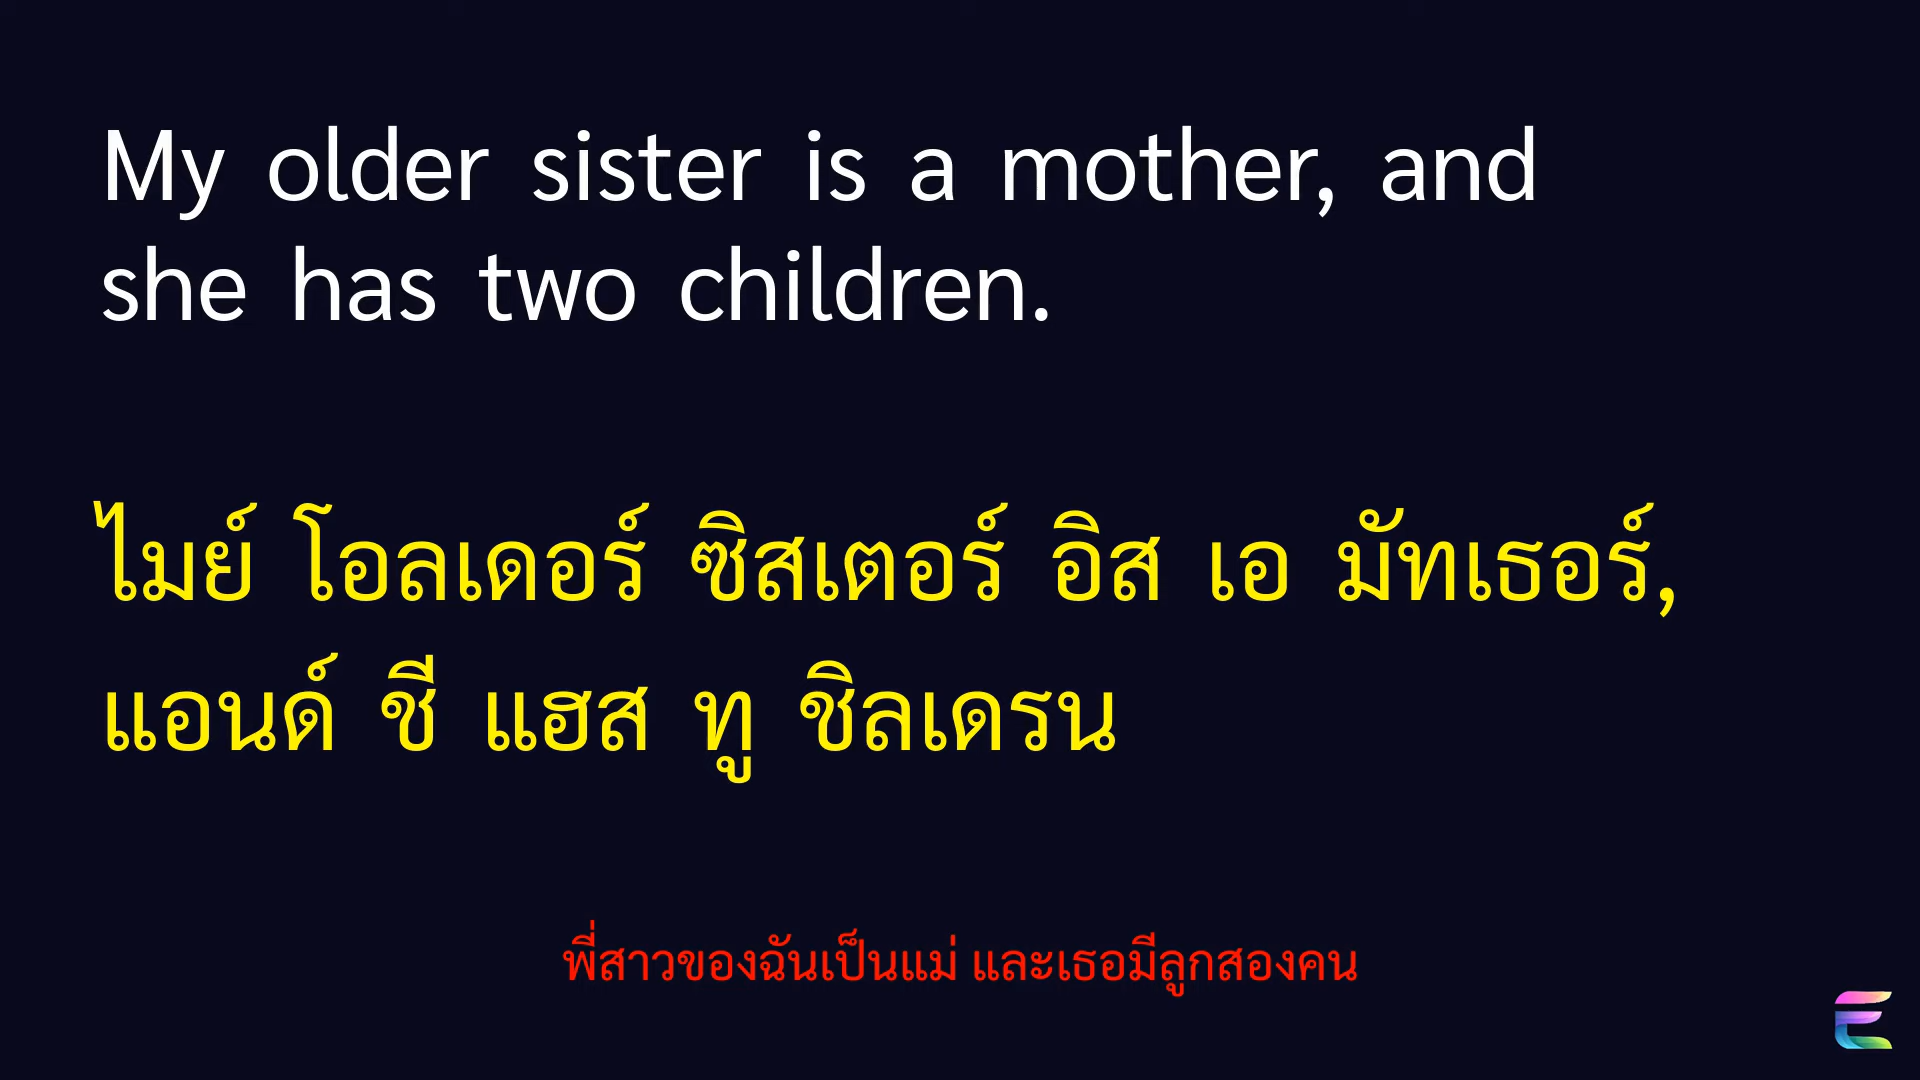 My older sister is a mother, and
she has two children.
ไมย์ โอลเดอร์ ซิสเตอร์ อิส เอ มัทเธอร์,
แอนด์ ชี แฮส ทู ชิลเดรน
พี่สาวของฉันเป็นแม่ และเธอมีลูกสองคน